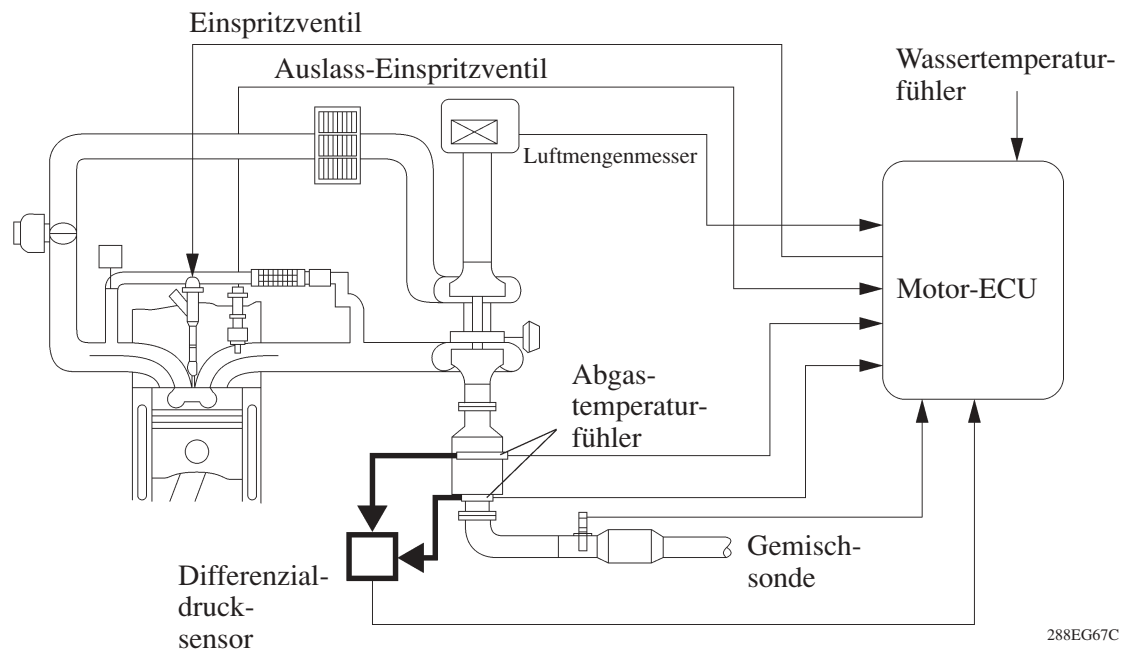 Einspritzventil
Auslass-Einspritzventil
Wassertemperatur-
fühler
Luftmengenmesser
Motor-ECU
Abgas-
temperatur-
fühler
Gemisch-
sonde
Differenzial-
druck-
sensor
288EG67C